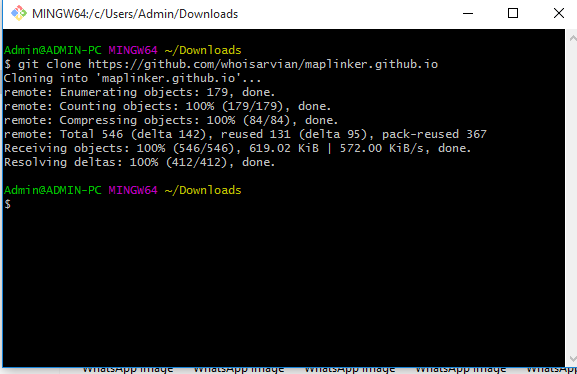 MINGW64:/c/Users/Admin/Downloads
Admin@ADMIN-PC MINGW64 ~/Downloads
$ git clone https://github.com/whoisarvian/maplinker.github.io
Cloning into 'maplinker.github.io'...
remote: Enumerating objects: 179, done.
remote: Counting objects: 100% (179/179), done.
remote: Compressing objects: 100% (84/84), done.
remote: Total 546 (delta 142), reused 131 (delta 95), pack-reused 367
Receiving objects: 100% (546/546), 619.02 KiB | 572.00 KiB/s, done.
Resolving deltas: 100% (412/412), done.
Admin@ADMIN-PC MINGW64 ~/Downloads
$
WhatsApp Image WhatsApp Image WhatsApp Image WhatsApp Image WhatsApp